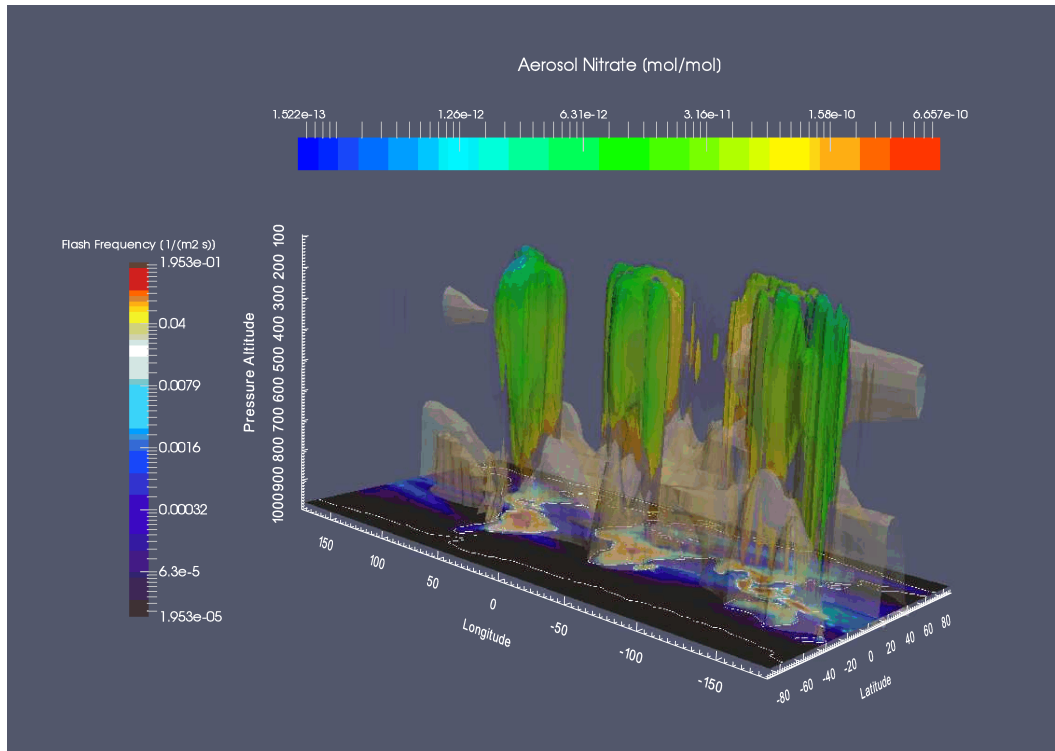 Aerosol Nitrate (mol/mol)
1.522e-13 1.26e-12 6.31e-12 3.16e-11 1.58e-10 6.657e-10
Flash Frequency (1/(m2 s)]
1.953e-01
0.04
0.0079
0.0016
0.00032
6.3e-5
1.953e-05
Pressure Altitude
100
200
300
400
500
600
700
800
900
1000
150 100 50 0 -50 -100 -150
Longitude
-80 -60 -40 -20 0 20 40 60 80
Latitude